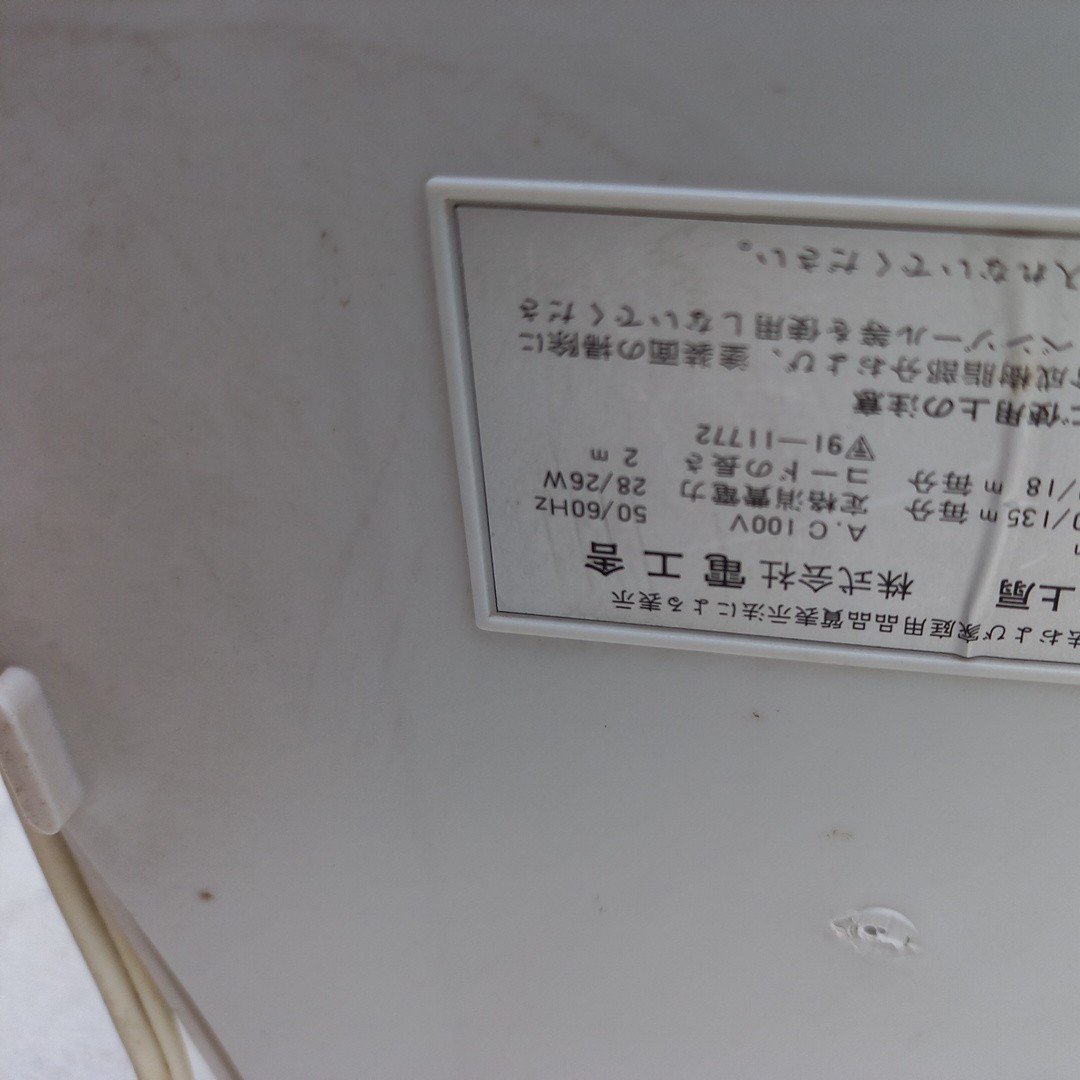 法および家庭用品品質表示法による表示
上扇 株式会社電工舎
A.C 100V 50/60Hz
0/135 m 毎分 定格消費電力 28/26W
/18 m 毎分 コードの長さ 2 m
91―11772
ご使用上の注意
成樹脂部分および、塗装面の掃除に
ベンゾール等を使用しないでくださ
入れないでください。